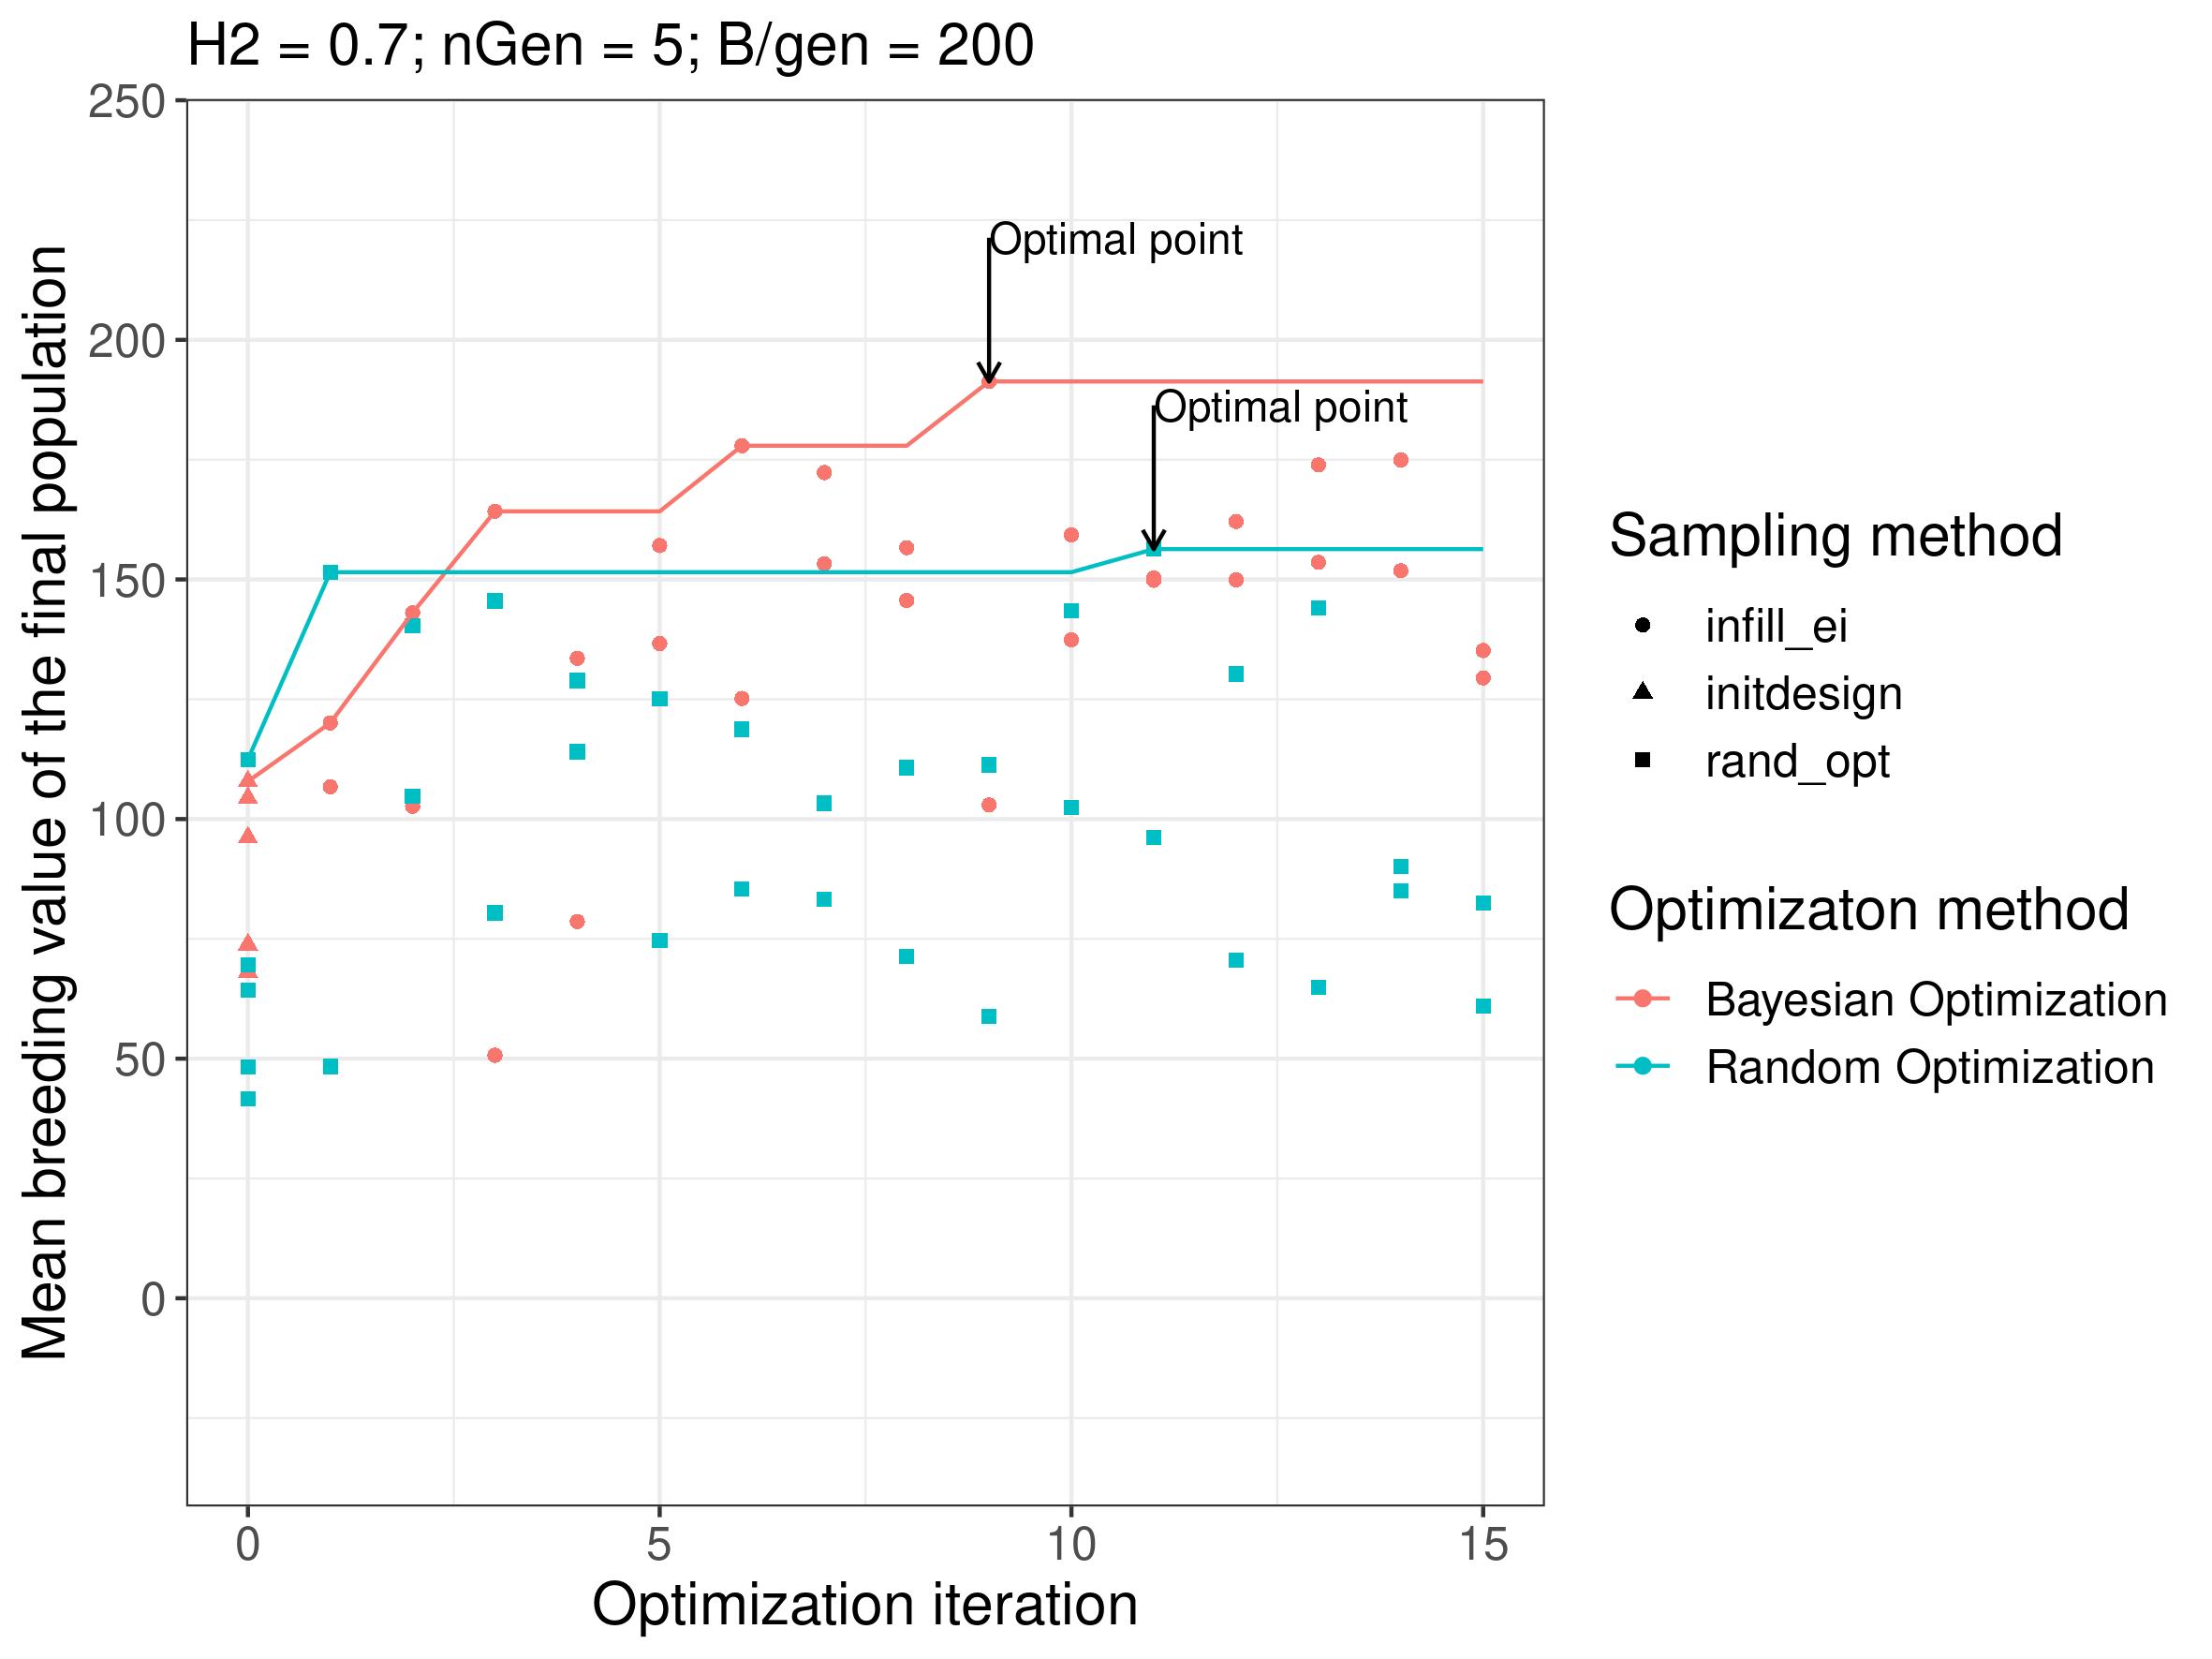 H2 = 0.7; nGen = 5; B/gen = 200
Mean breeding value of the final population
250
200
150
100
50
0
Optimal point
Optimal point
0 5 10 15
Optimization iteration
Sampling method
infill_ei
initdesign
rand_opt
Optimizaton method
Bayesian Optimization
Random Optimization